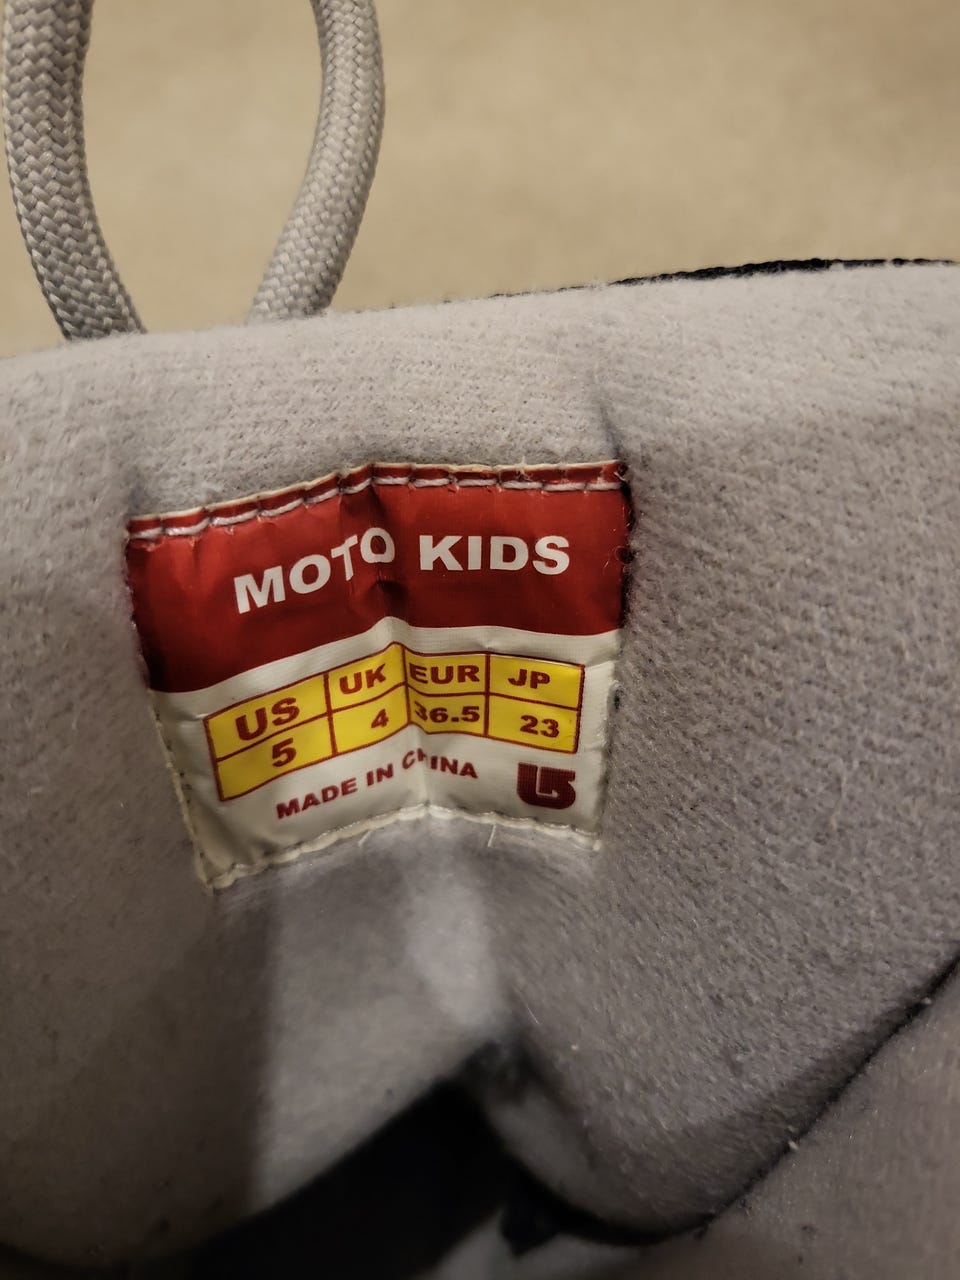 MOTO KIDS
US UK EUR JP
5 4 36.5 23
MADE IN CHINA